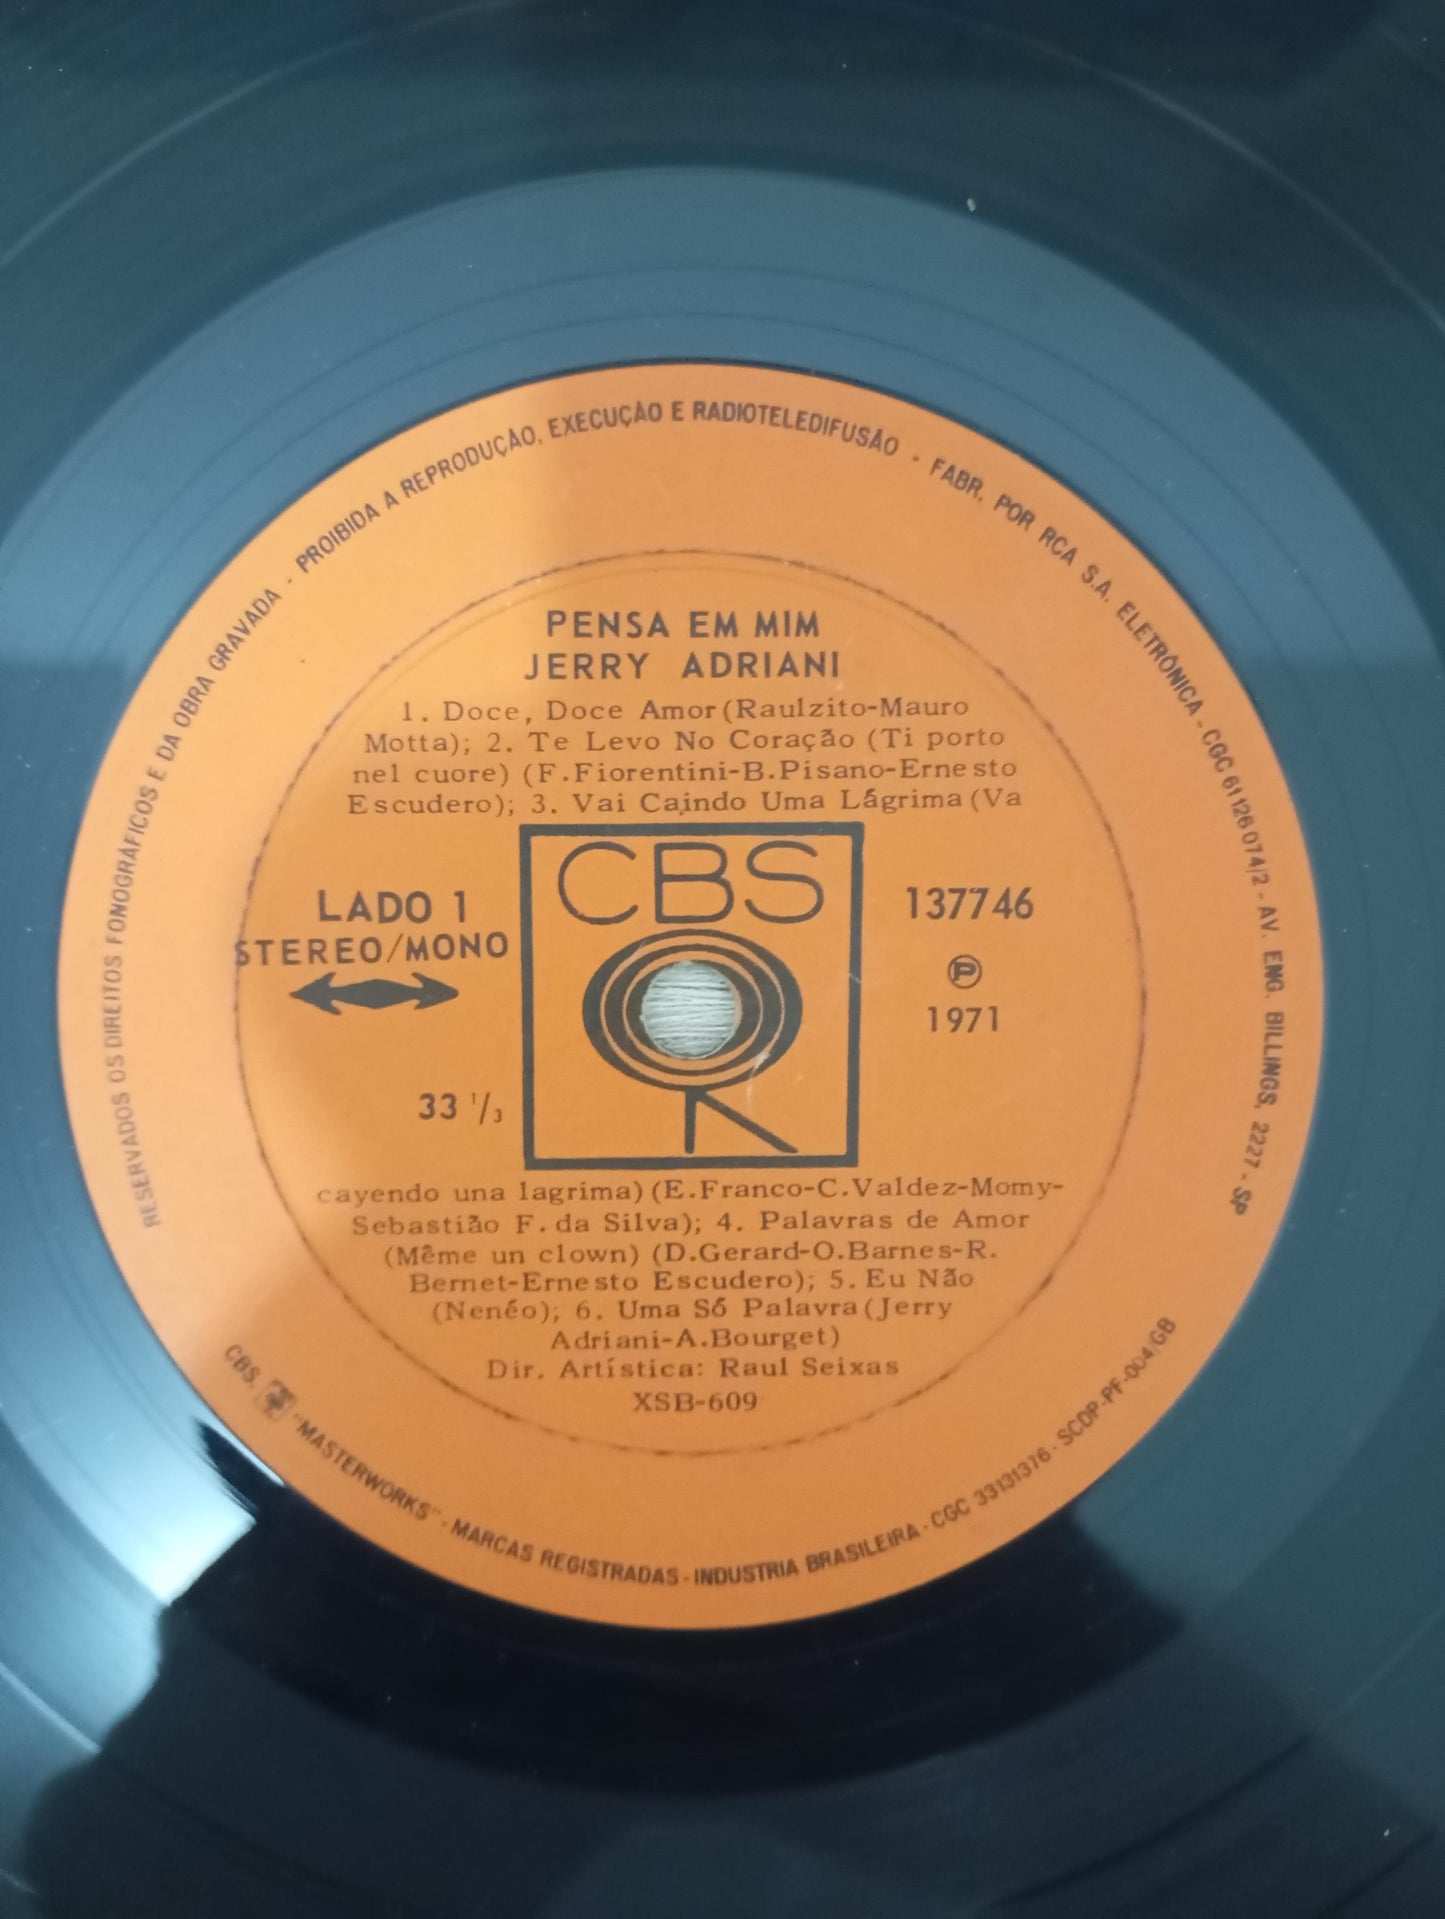 RESERVADOS OS DIREITOS FONOGRÁFICOS E DA OBRA GRAVADA - PROIBIDA A REPRODUÇÃO, EXECUÇÃO E RADIOTELEDIFUSÃO - FABR. POR RCA S.A. ELETRÔNICA - CGC 61126074/2 - AV. ENG. BILLINGS, 2227 - SP
PENSA EM MIM
JERRY ADRIANI
1. Doce, Doce Amor (Raulzito-Mauro
Motta); 2. Te Levo No Coração (Ti porto
nel cuore) (F.Fiorentini-B.Pisano-Ernesto
Escudero); 3. Vai Caindo Uma Lágrima (Va
CBS
LADO 1
STEREO/MONO
33 1/3
137746
Ⓟ
1971
cayendo una lagrima) (E.Franco-C.Valdez-Momy-
Sebastião F. da Silva); 4. Palavras de Amor
(Même un clown) (D.Gerard-O.Barnes-R.
Bernet-Ernesto Escudero); 5. Eu Não
(Nenéo); 6. Uma Só Palavra (Jerry
Adriani-A.Bourget)
Dir. Artística: Raul Seixas
XSB-609
CBS, "MASTERWORKS" - MARCAS REGISTRADAS - INDUSTRIA BRASILEIRA - CGC 33131376 - SCDP-PF-004/GB